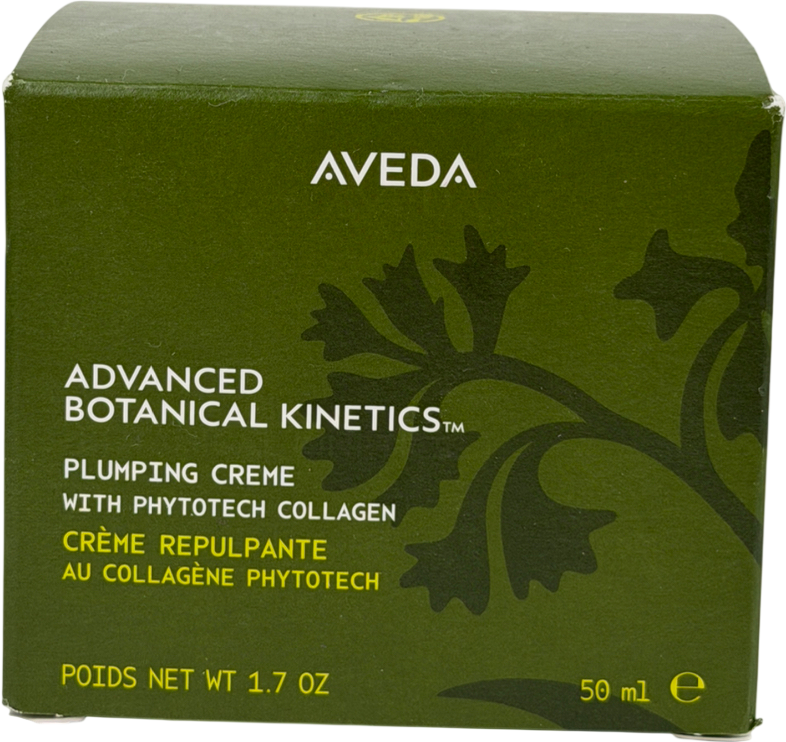 AVEDA
ADVANCED
BOTANICAL KINETICS™
PLUMPING CREME
WITH PHYTOTECH COLLAGEN
CRÈME REPULPANTE
AU COLLAGÈNE PHYTOTECH
POIDS NET WT 1.7 OZ
50 ml ℮